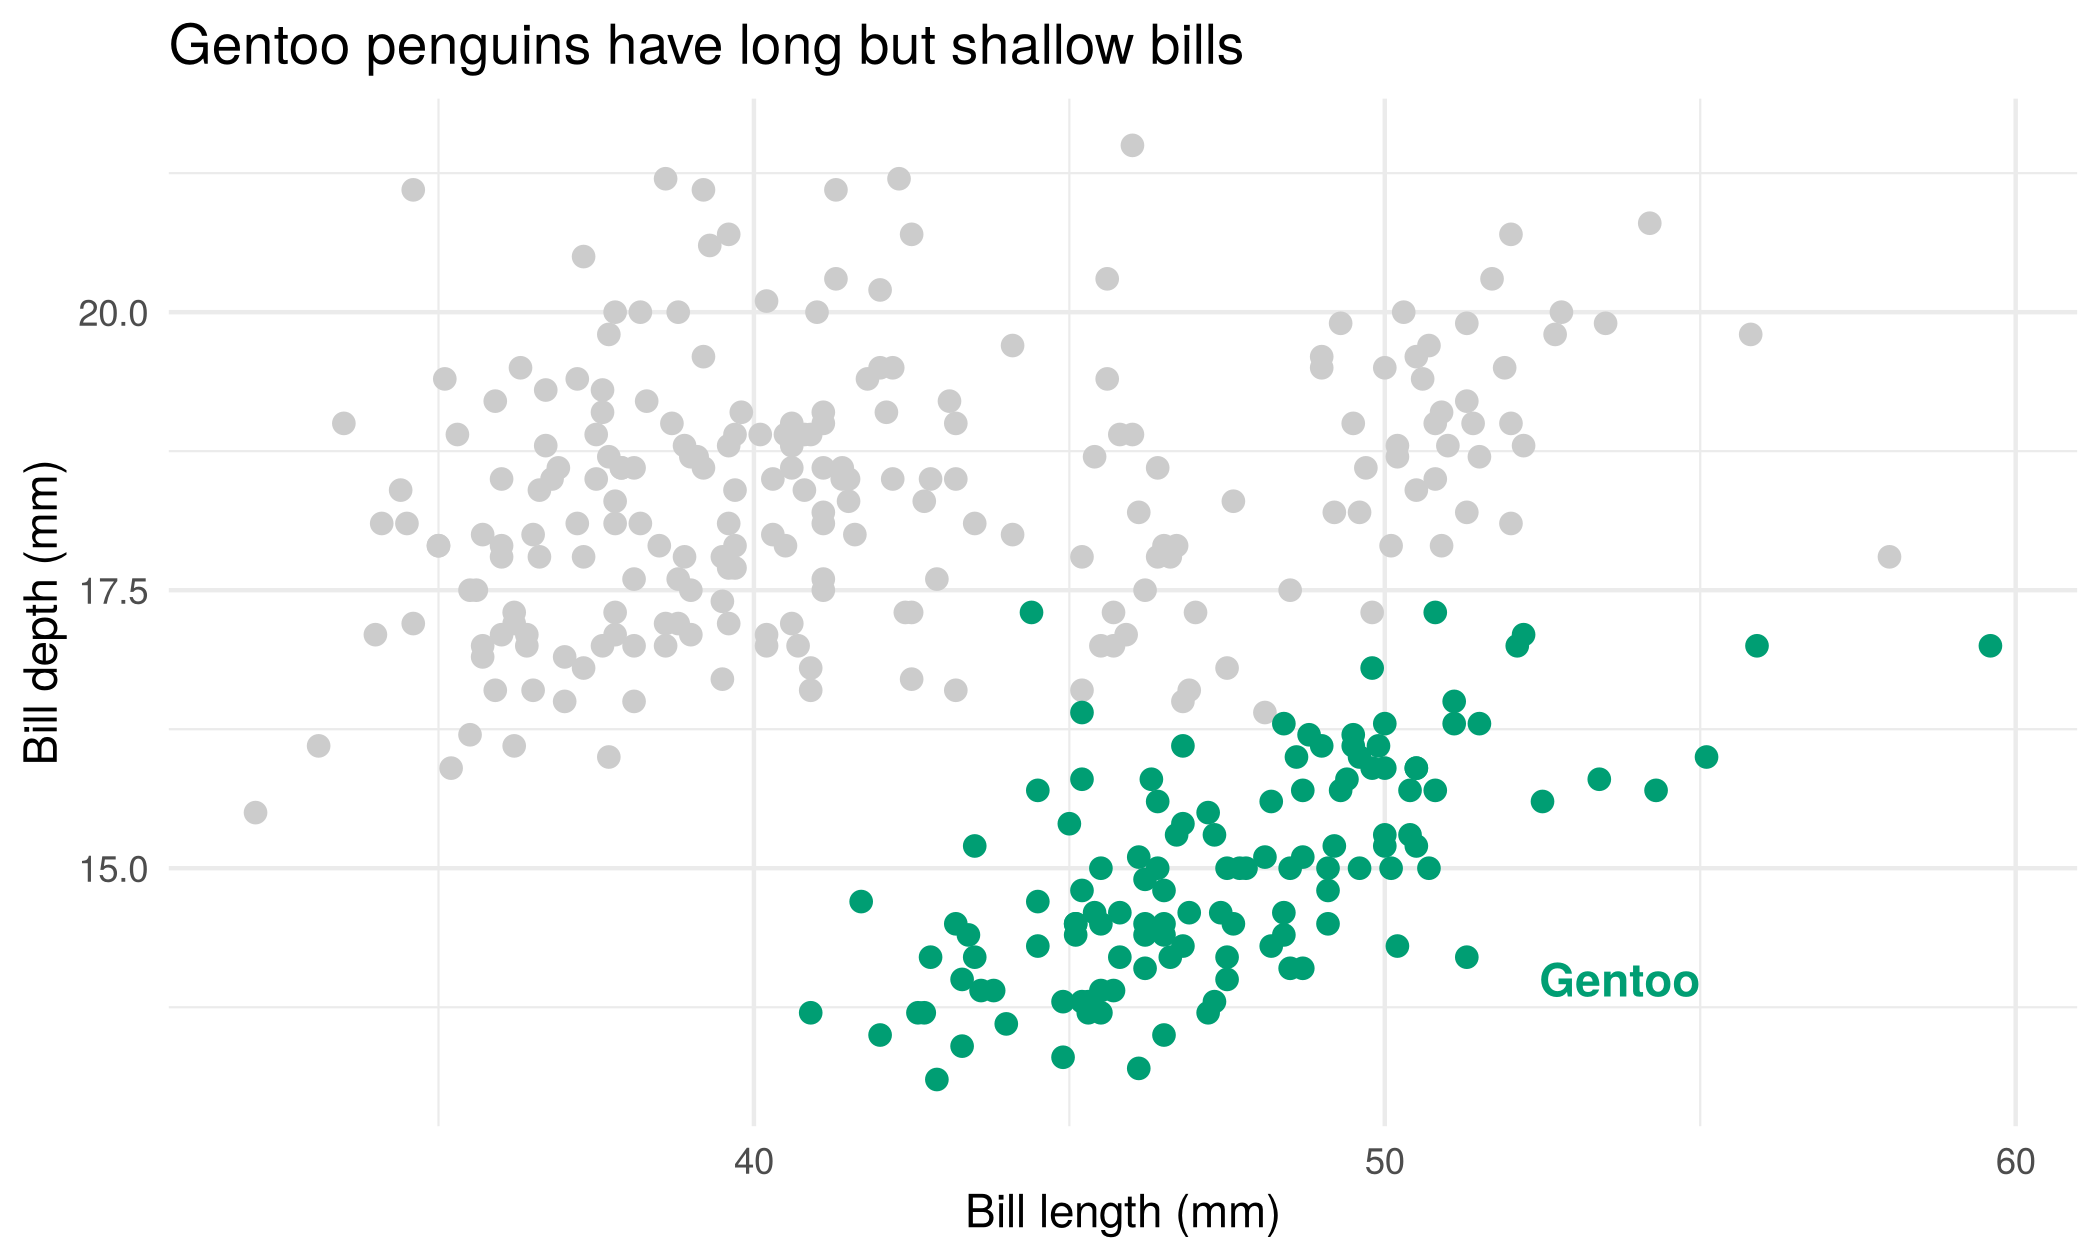 Gentoo penguins have long but shallow bills
20.0
17.5
15.0
Bill depth (mm)
Gentoo
40
50
60
Bill length (mm)